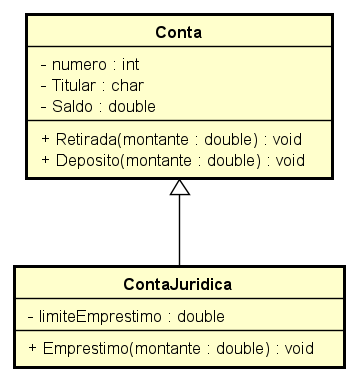 Conta
- numero : int
- Titular : char
- Saldo : double
+ Retirada(montante : double) : void
+ Deposito(montante : double) : void
ContaJuridica
- limiteEmprestimo : double
+ Emprestimo(montante : double) : void